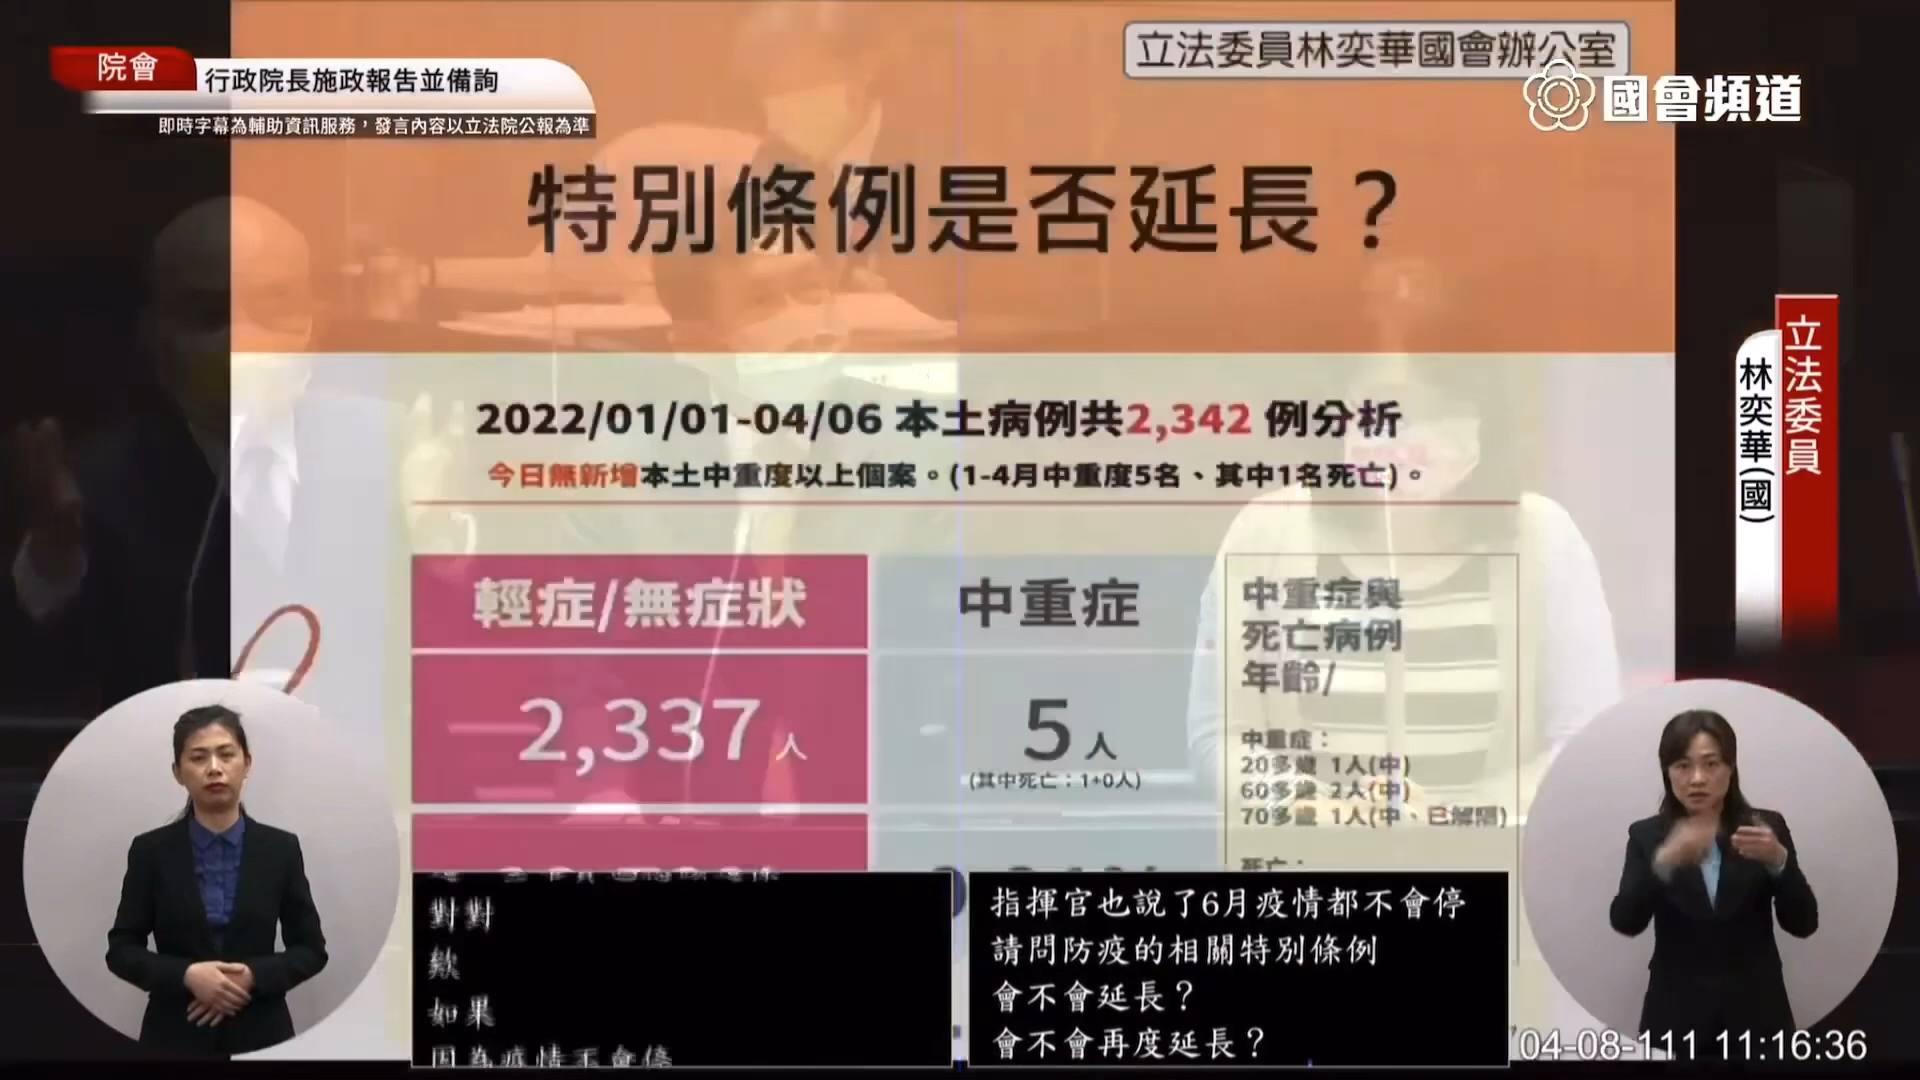 立法委員林奕華國會辦公室
院會
行政院長施政報告並備詢
即時字幕為輔助資訊服務，發言內容以立法院公報為準
國會頻道
特別條例是否延長？
立法委員
林奕華(國)
2022/01/01-04/06 本土病例共2,342 例分析
今日無新增本土中重度以上個案。(1-4月中重度5名、其中1名死亡)。
輕症/無症狀
中重症
中重症與
死亡病例
年齡/
2,337人
5人
(其中死亡：1+0人)
中重症：
20多歲 1人(中)
60多歲 2人(中)
70多歲 1人(中、已解隔)
死亡：
對對
欸
如果
因為疫情不會停
指揮官也說了6月疫情都不會停
請問防疫的相關特別條例
會不會延長？
會不會再度延長？
04-08-111 11:16:36